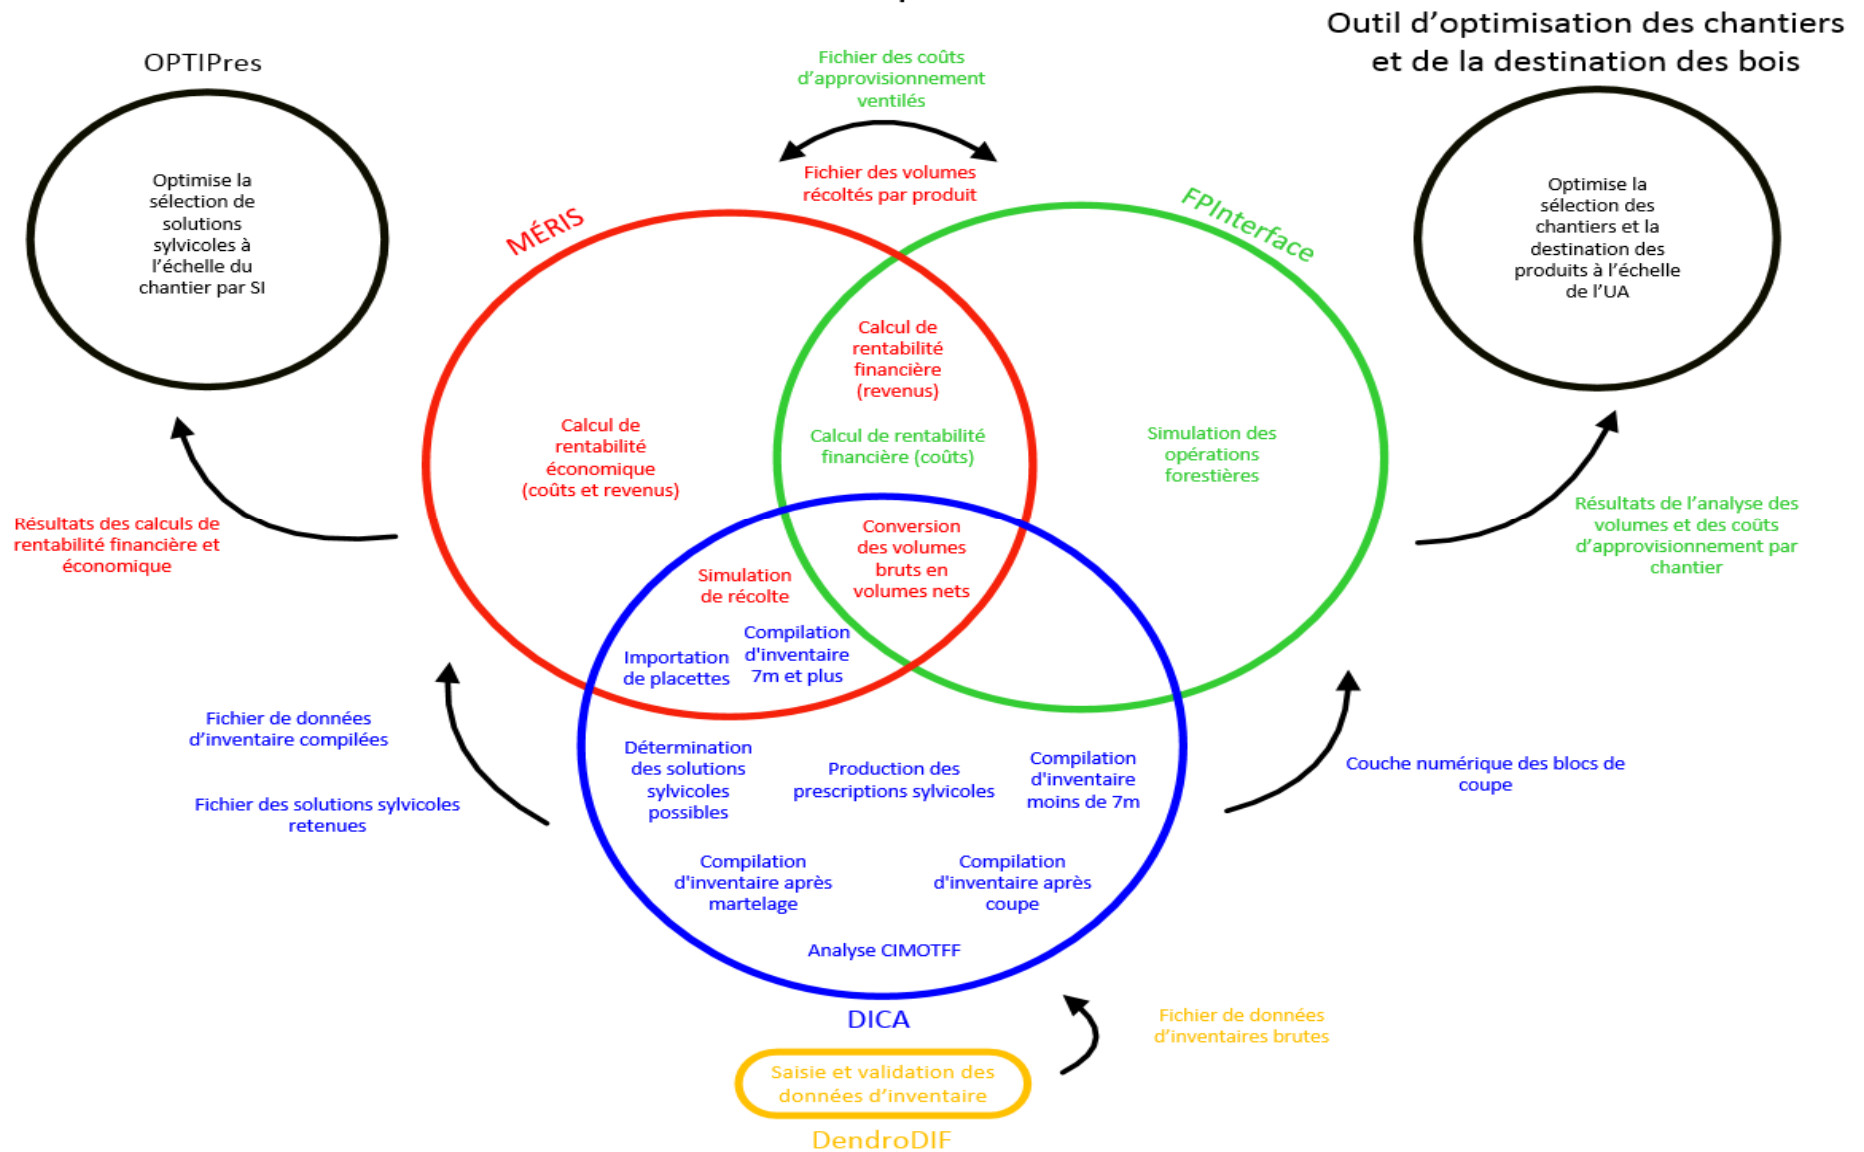 Outil d’optimisation des chantiers
et de la destination des bois
OPTIPres
Fichier des coûts
d’approvisionnement
ventilés
Fichier des volumes
récoltés par produit
Optimise la
sélection de
solutions
sylvicoles à
l’échelle du
chantier par SI
MÉRIS
FPInterface
Optimise la
sélection des
chantiers et la
destination des
produits à l’échelle
de l’UA
Calcul de
rentabilité
financière
(revenus)
Calcul de rentabilité
financière (coûts)
Calcul de
rentabilité
économique
(coûts et revenus)
Simulation des
opérations
forestières
Résultats des calculs de
rentabilité financière et
économique
Résultats de l’analyse des
volumes et des coûts
d’approvisionnement par
chantier
Conversion
des volumes
bruts en
volumes nets
Simulation
de récolte
Importation
de placettes
Compilation
d'inventaire
7m et plus
Fichier de données
d’inventaire compilées
Fichier des solutions sylvicoles
retenues
Détermination
des solutions
sylvicoles
possibles
Production des
prescriptions sylvicoles
Compilation
d'inventaire
moins de 7m
Couche numérique des blocs de
coupe
Compilation
d'inventaire après
martelage
Compilation
d'inventaire après
coupe
Analyse CIMOTFF
DICA
Fichier de données
d’inventaires brutes
Saisie et validation des
données d’inventaire
DendroDIF